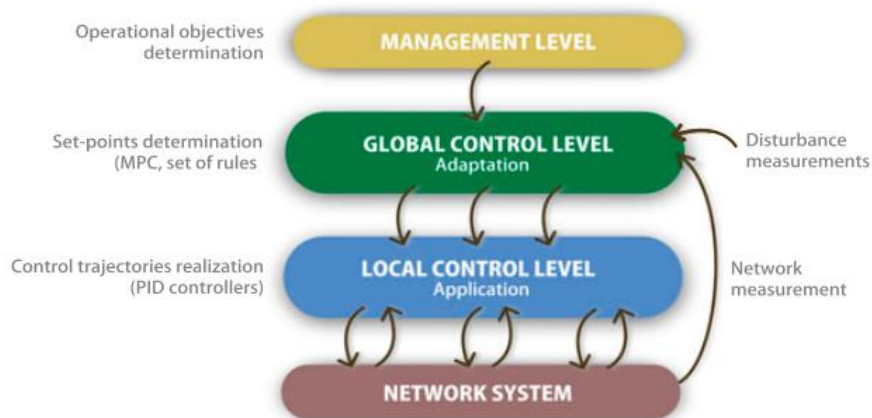 Operational objectives
determination
MANAGEMENT LEVEL
Set-points determination
(MPC, set of rules
GLOBAL CONTROL LEVEL
Adaptation
Disturbance
measurements
Control trajectories realization
(PID controllers)
LOCAL CONTROL LEVEL
Application
Network
measurement
NETWORK SYSTEM